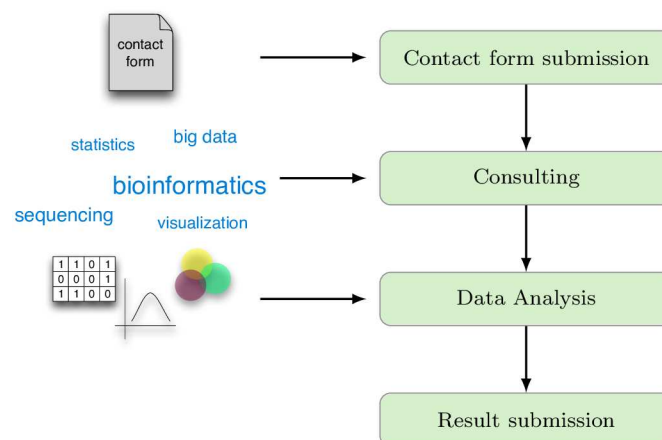 contact
form
Contact form submission
statistics
big data
bioinformatics
sequencing
visualization
Consulting
1 1 0 1
0 0 0 1
1 1 0 0
Data Analysis
Result submission